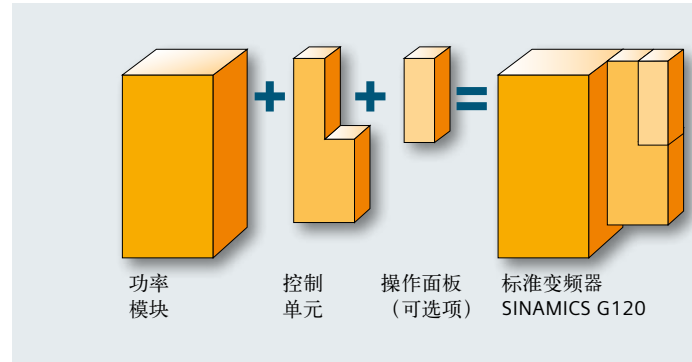 + + =
功率
模块
控制
单元
操作面板
（可选项）
标准变频器
SINAMICS G120